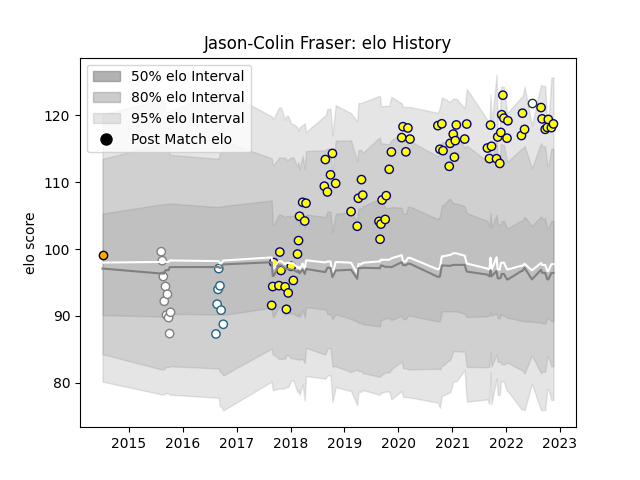 Jason-Colin Fraser: elo History
50% elo Interval
80% elo Interval
95% elo Interval
Post Match elo
elo score
120
110
100
90
80
2015 2016 2017 2018 2019 2020 2021 2022 2023